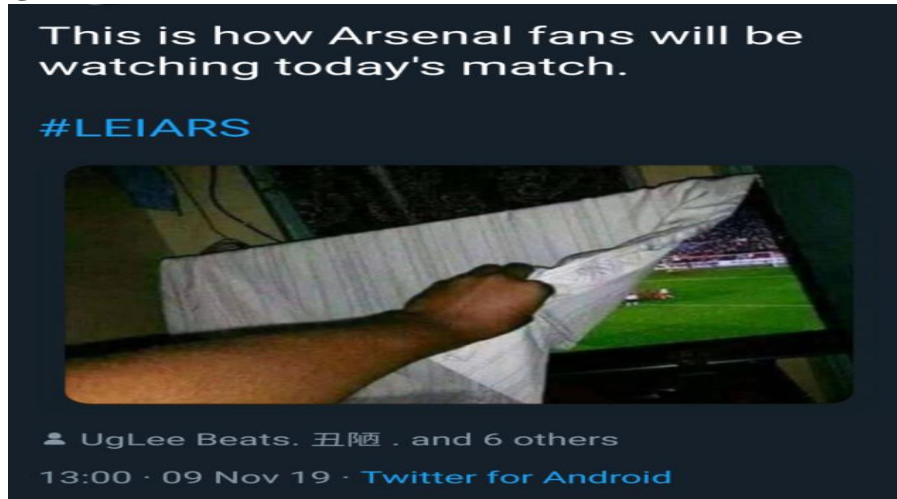 This is how Arsenal fans will be
watching today's match.
#LEIARS
UgLee Beats. 丑陋 . and 6 others
13:00 · 09 Nov 19 · Twitter for Android